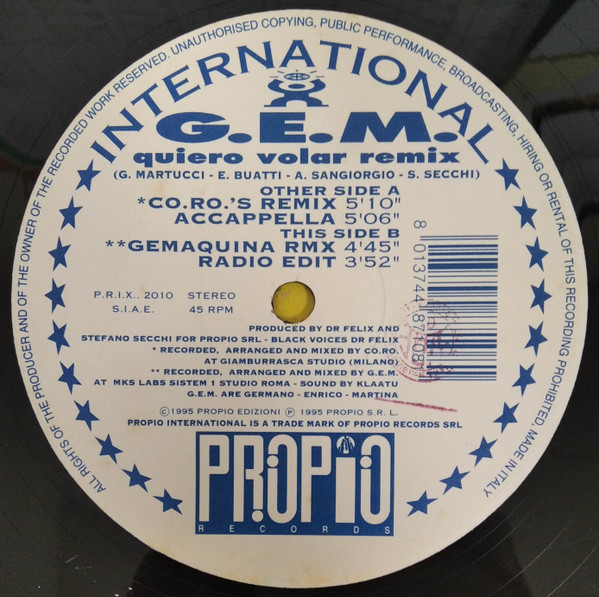 ALL RIGHTS OF THE PRODUCER AND OF THE OWNER OF THE RECORDED WORK RESERVED. UNAUTHORISED COPYING, PUBLIC PERFORMANCE, BROADCASTING, HIRING OR RENTAL OF THIS RECORDING PROHIBITED. MADE IN ITALY
INTERNATIONAL
G.E.M.
quiero volar remix
(G. MARTUCCI - E. BUATTI - A. SANGIORGIO - S. SECCHI)
OTHER SIDE A
*CO.RO.'S REMIX 5'10"
ACCAPPELLA 5'06"
THIS SIDE B
**GEMAQUINA RMX 4'45"
RADIO EDIT 3'52"
P.R.I.X.. 2010 STEREO
S.I.A.E. 45 RPM
PRODUCED BY DR FELIX AND
STEFANO SECCHI FOR PROPIO SRL - BLACK VOICES DR FELIX
* RECORDED, ARRANGED AND MIXED BY CO.RO.
AT GIAMBURRASCA STUDIO (MILANO)
** RECORDED, ARRANGED AND MIXED BY G.E.M.
AT MKS LABS SISTEM 1 STUDIO ROMA - SOUND BY KLAATU
G.E.M. ARE GERMANO - ENRICO - MARTINA
©1995 PROPIO EDIZIONI ℗ 1995 PROPIO S.R.L.
PROPIO INTERNATIONAL IS A TRADE MARK OF PROPIO RECORDS SRL
PROPIO
RECORDS